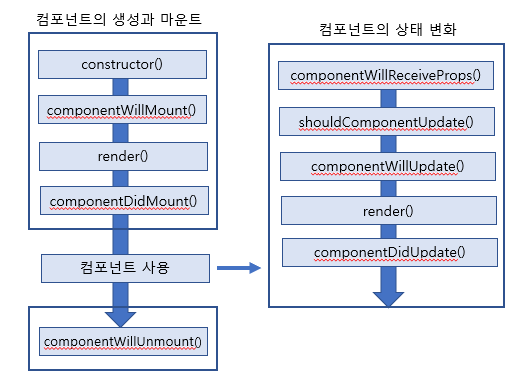 컴포넌트의 생성과 마운트
constructor()
componentWillMount()
render()
componentDidMount()
컴포넌트 사용
componentWillUnmount()
컴포넌트의 상태 변화
componentWillReceiveProps()
shouldComponentUpdate()
componentWillUpdate()
render()
componentDidUpdate()